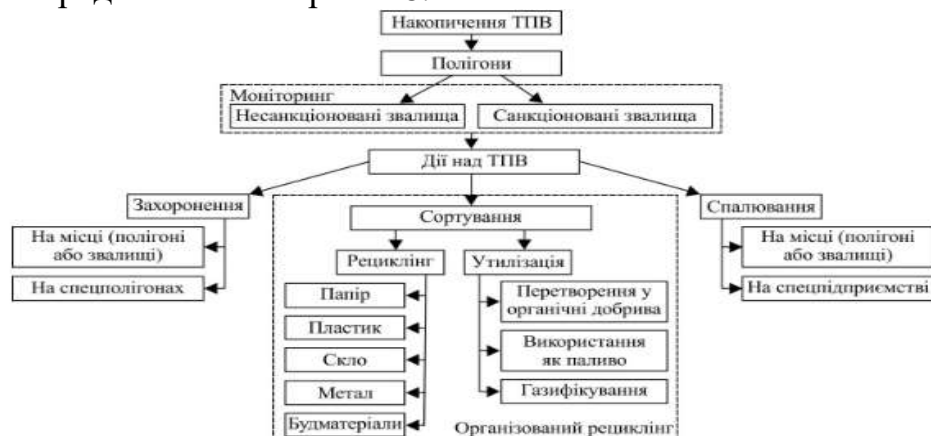 Накопичення ТПВ
Полігони
Моніторинг
Несанкціоновані звалища
Санкціоновані звалища
Дії над ТПВ
Захоронення
На місці (полігоні
або звалищі)
На спецполігонах
Сортування
Рециклінг
Папір
Пластик
Скло
Метал
Будматеріали
Утилізація
Перетворення у
органічні добрива
Використання
як паливо
Газифікування
Організований рециклінг
Спалювання
На місці (полігоні
або звалищі)
На спецпідприємстві